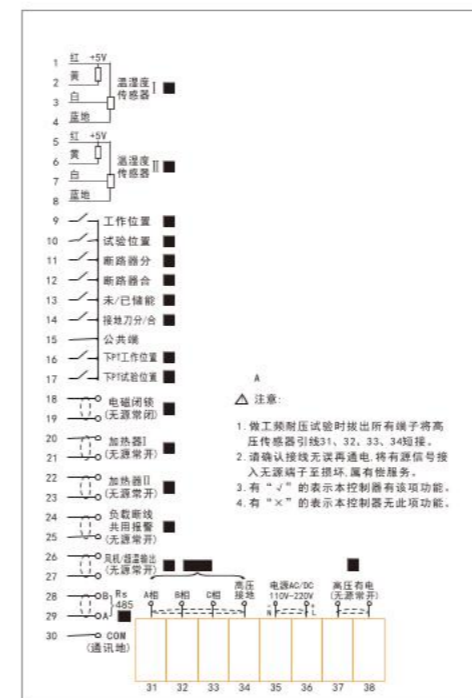 1 红 +5V
2 黄
3 白
4 蓝地
温湿度
传感器 I
5 红 +5V
6 黄
7 白
8 蓝地
温湿度
传感器 II
9 工作位置
10 试验位置
11 断路器分
12 断路器合
13 未/已储能
14 接地刀分/合
15 公共端
16 下PT工作位置
17 下PT试验位置
18
19
电磁闭锁
(无源常闭)
20
21
加热器I
(无源常开)
22
23
加热器II
(无源常开)
24
25
负载断线
共用报警
(无源常开)
26
27
风机/超温输出
(无源常开)
28 B
29 A
Rs
485
30 COM
(通讯地)
A
注意:
1.做工频耐压试验时拔出所有端子将高
压传感器引线31、32、33、34短接。
2.请确认接线无误再通电,将有源信号接
入无源端子至损坏,属有偿服务。
3.有“√”的表示本控制器有该项功能。
4.有“×”的表示本控制器无此项功能。
A相 B相 C相 高压
接地
电源AC/DC
110V-220V
N L
高压有电
(无源常开)
31 32 33 34 35 36 37 38